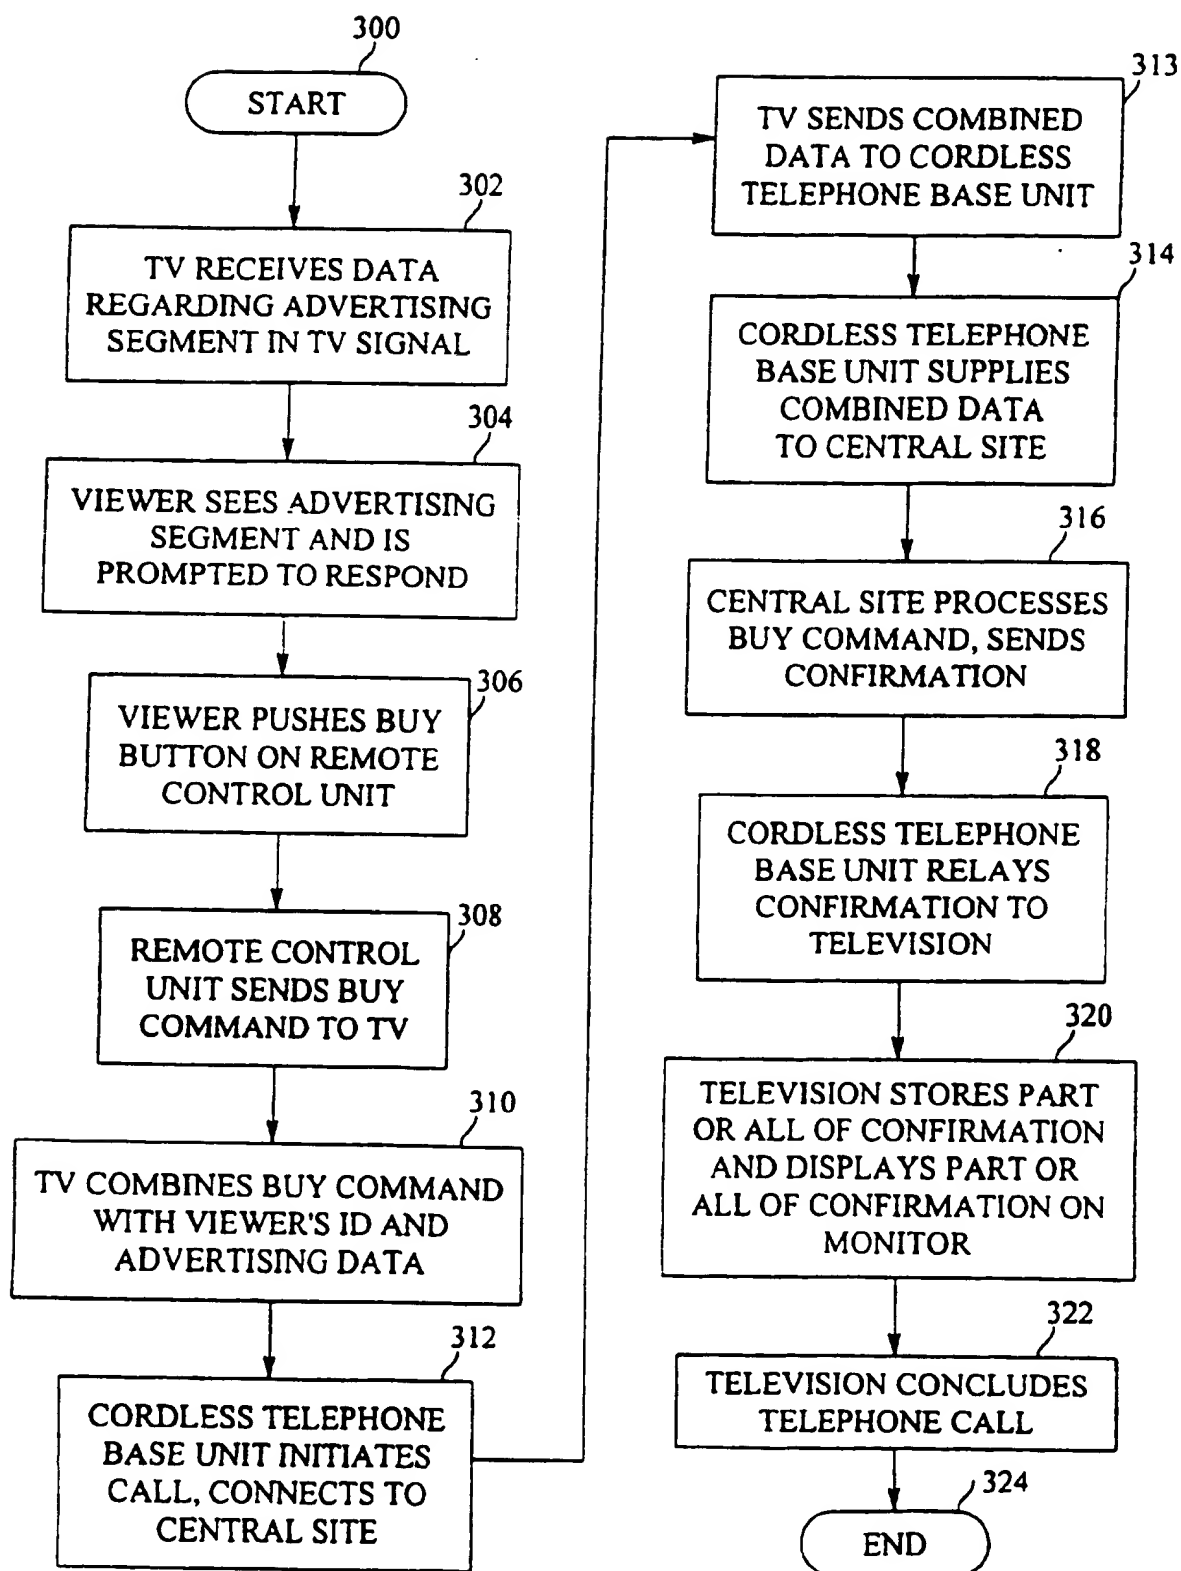 300
START
302
TV RECEIVES DATA
REGARDING ADVERTISING
SEGMENT IN TV SIGNAL
304
VIEWER SEES ADVERTISING
SEGMENT AND IS
PROMPTED TO RESPOND
306
VIEWER PUSHES BUY
BUTTON ON REMOTE
CONTROL UNIT
308
REMOTE CONTROL
UNIT SENDS BUY
COMMAND TO TV
310
TV COMBINES BUY COMMAND
WITH VIEWER'S ID AND
ADVERTISING DATA
312
CORDLESS TELEPHONE
BASE UNIT INITIATES
CALL, CONNECTS TO
CENTRAL SITE
313
TV SENDS COMBINED
DATA TO CORDLESS
TELEPHONE BASE UNIT
314
CORDLESS TELEPHONE
BASE UNIT SUPPLIES
COMBINED DATA
TO CENTRAL SITE
316
CENTRAL SITE PROCESSES
BUY COMMAND, SENDS
CONFIRMATION
318
CORDLESS TELEPHONE
BASE UNIT RELAYS
CONFIRMATION TO
TELEVISION
320
TELEVISION STORES PART
OR ALL OF CONFIRMATION
AND DISPLAYS PART OR
ALL OF CONFIRMATION ON
MONITOR
322
TELEVISION CONCLUDES
TELEPHONE CALL
324
END